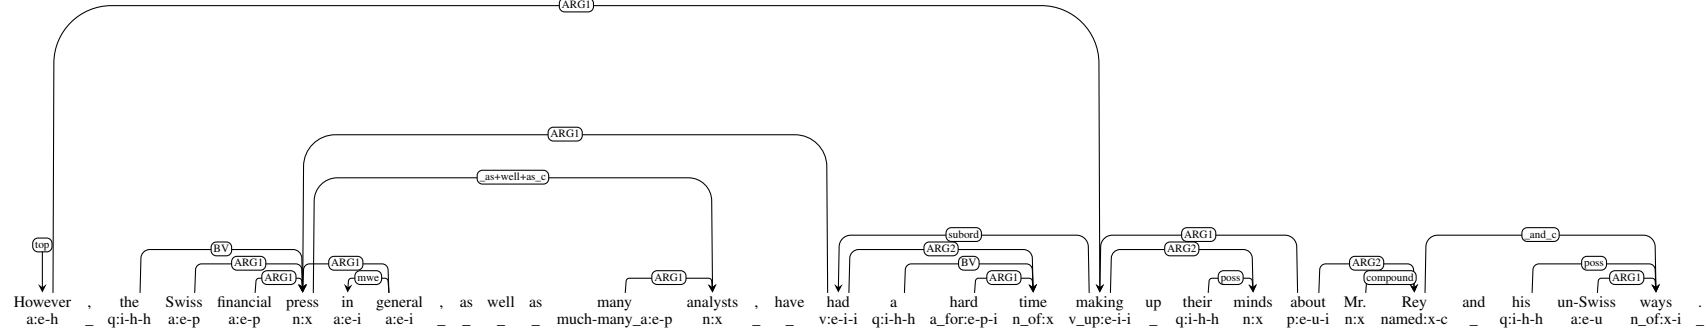 ARG1
ARG1
_as+well+as_c
top subord ARG1 _and_c
BV ARG2 ARG2
ARG1 ARG1 BV ARG2 poss
ARG1 mwe ARG1 ARG1 poss compound ARG1
However , the Swiss financial press in general , as well as many analysts , have had a hard time making up their minds about Mr. Rey and his un-Swiss ways .
a:e-h _ q:i-h-h a:e-p a:e-p n:x a:e-i a:e-i _ _ _ _ much-many_a:e-p n:x _ _ v:e-i-i q:i-h-h a_for:e-p-i n_of:x v_up:e-i-i _ q:i-h-h n:x p:e-u-i n:x named:x-c _ q:i-h-h a:e-u n_of:x-i _